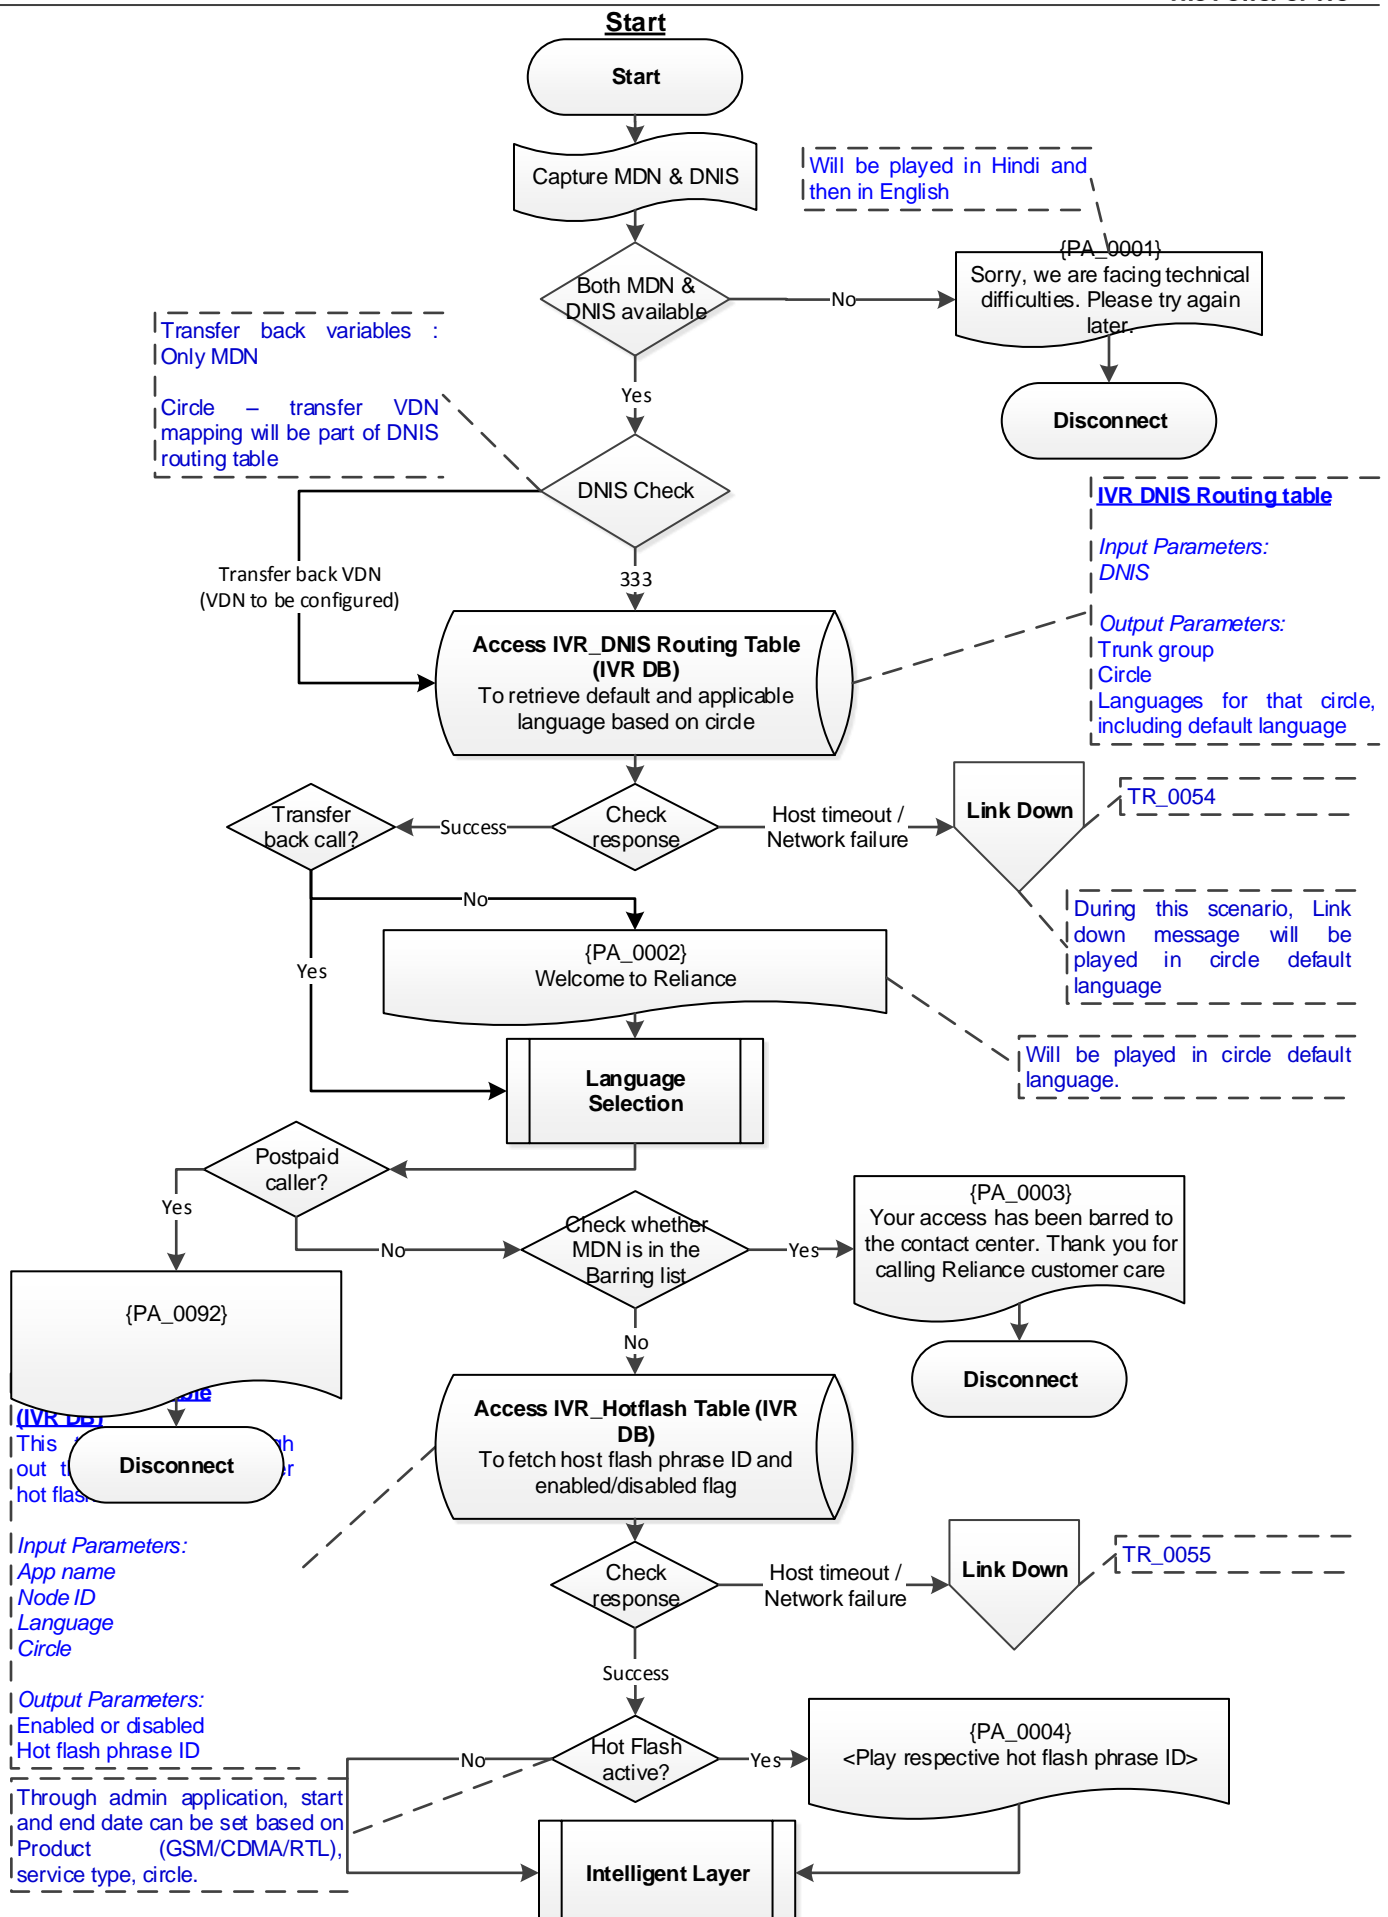 Start
Start
Capture MDN & DNIS
Will be played in Hindi and
then in English
{PA_0001}
Sorry, we are facing technical
difficulties. Please try again
later.
Both MDN &
DNIS available
No
Disconnect
Yes
Transfer back variables :
Only MDN
Circle – transfer VDN
mapping will be part of DNIS
routing table
DNIS Check
IVR DNIS Routing table
Input Parameters:
DNIS
Output Parameters:
Trunk group
Circle
Languages for that circle,
including default language
Transfer back VDN
(VDN to be configured)
333
Access IVR_DNIS Routing Table
(IVR DB)
To retrieve default and applicable
language based on circle
Transfer
back call?
Success
Check
response
Host timeout /
Network failure
Link Down
TR_0054
During this scenario, Link
down message will be
played in circle default
language
No
Yes
{PA_0002}
Welcome to Reliance
Will be played in circle default
language.
Language
Selection
Postpaid
caller?
Yes
No
Check whether
MDN is in the
Barring list
Yes
{PA_0003}
Your access has been barred to
the contact center. Thank you for
calling Reliance customer care
Disconnect
No
{PA_0092}
Disconnect
(IVR DB)
This
out
hot
Input Parameters:
App name
Node ID
Language
Circle
Output Parameters:
Enabled or disabled
Hot flash phrase ID
Access IVR_Hotflash Table (IVR
DB)
To fetch host flash phrase ID and
enabled/disabled flag
Check
response
Host timeout /
Network failure
Link Down
TR_0055
Success
Hot Flash
active?
No
Yes
{PA_0004}
<Play respective hot flash phrase ID>
Through admin application, start
and end date can be set based on
Product (GSM/CDMA/RTL),
service type, circle.
Intelligent Layer